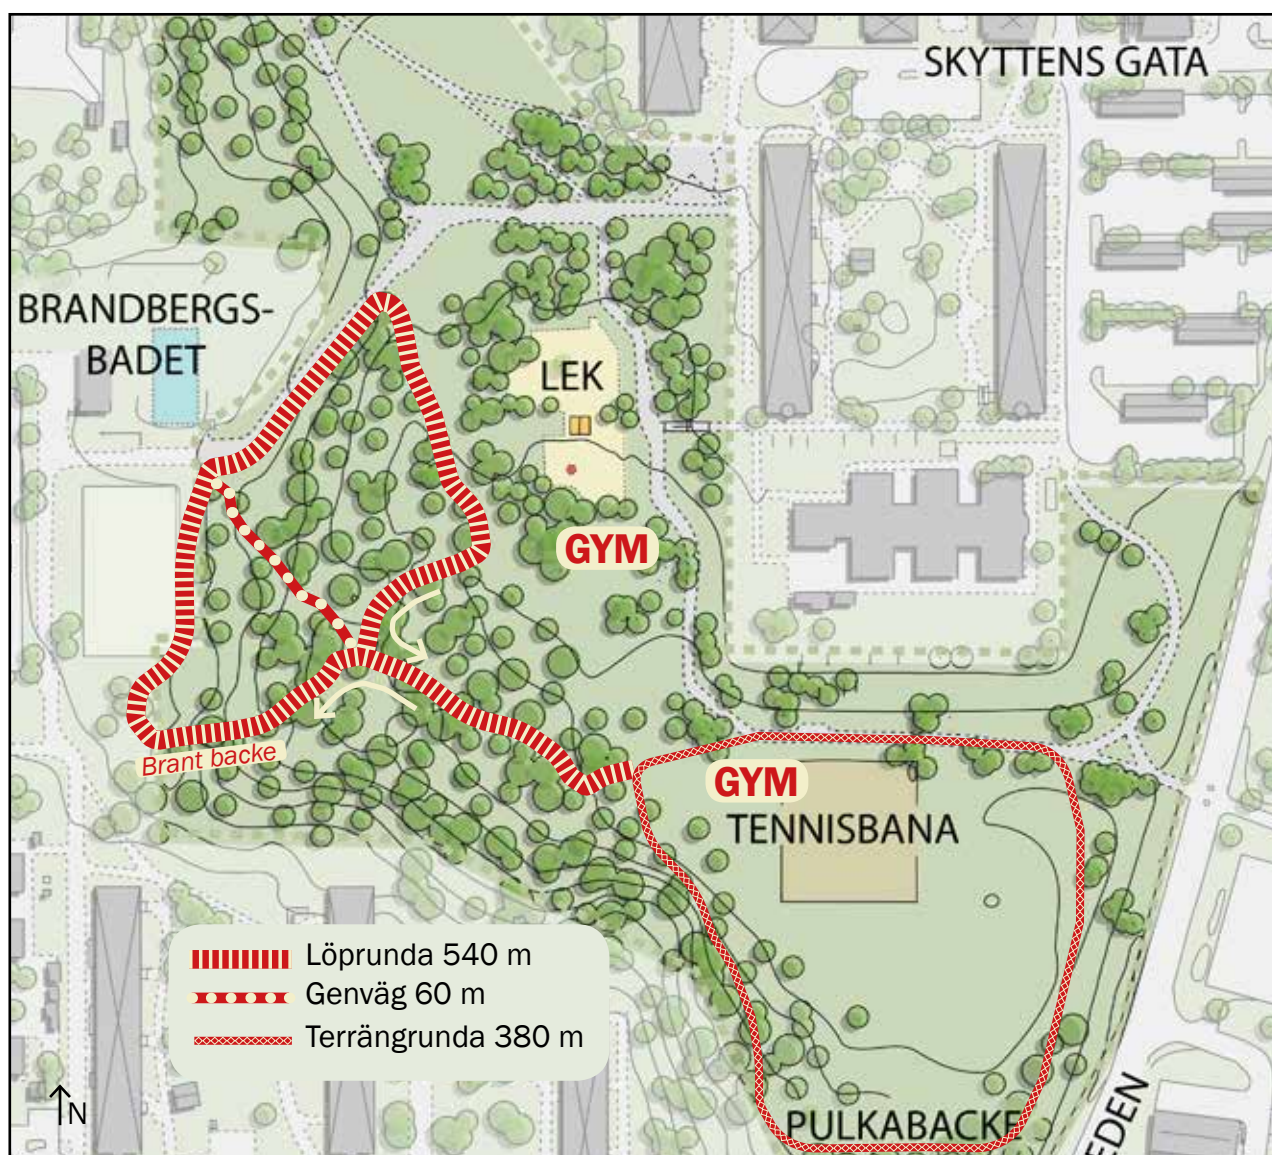 SKYTTENS GATA
BRANDBERGS-
BADET
LEK
GYM
Brant backe
GYM
TENNISBANA
Löprunda 540 m
Genväg 60 m
Terrängrunda 380 m
N
PULKABACKE
EDEN